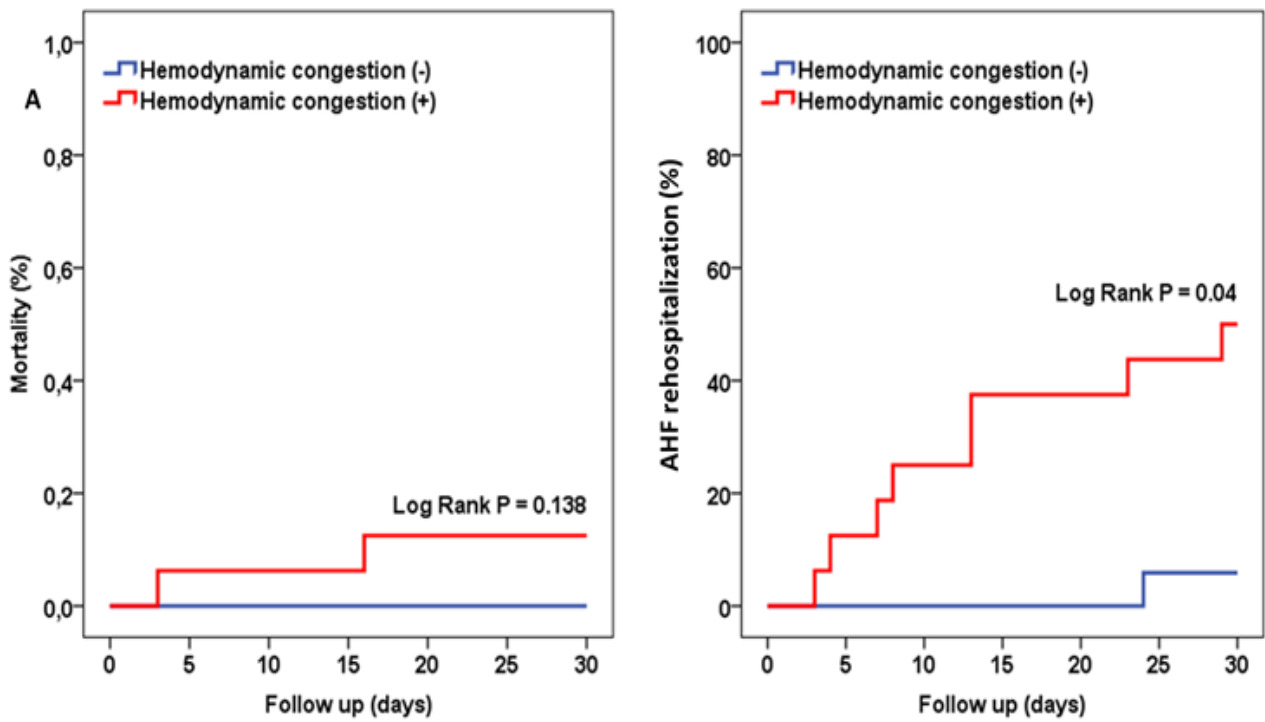 1,0
Hemodynamic congestion (-)
A
Hemodynamic congestion (+)
0,8
0,6
Mortality (%)
0,4
0,2
Log Rank P = 0.138
0,0
0 5 10 15 20 25 30
Follow up (days)
100
Hemodynamic congestion (-)
Hemodynamic congestion (+)
80
AHF rehospitalization (%)
60
Log Rank P = 0.04
40
20
0
0 5 10 15 20 25 30
Follow up (days)